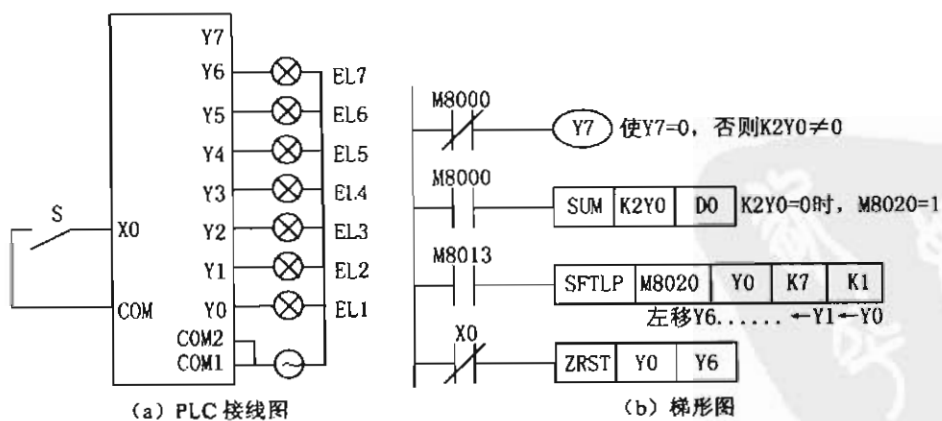 Y7
Y6
EL7
Y5
EL6
Y4
EL5
Y3
EL4
S
X0
Y2
EL3
Y1
EL2
COM
Y0
EL1
COM2
COM1
(a) PLC 接线图
M8000
Y7 使Y7=0，否则K2Y0≠0
M8000
SUM K2Y0 D0 K2Y0=0时，M8020=1
M8013
SFTLP M8020 Y0 K7 K1
左移Y6......←Y1←Y0
X0
ZRST Y0 Y6
(b) 梯形图